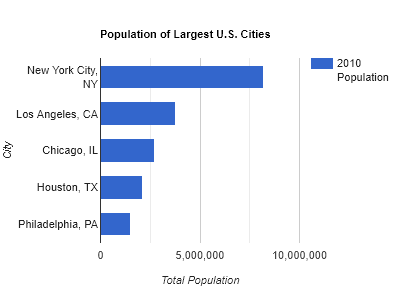 Population of Largest U.S. Cities
2010
Population
City
New York City,
NY
Los Angeles, CA
Chicago, IL
Houston, TX
Philadelphia, PA
0
5,000,000
10,000,000
Total Population